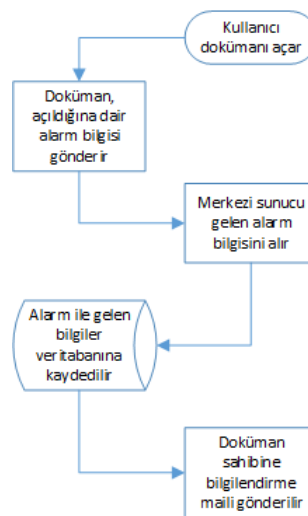 Kullanıcı
dokümanı açar
Doküman,
açıldığına dair
alarm bilgisi
gönderir
Merkezi sunucu
gelen alarm
bilgisini alır
Alarm ile gelen
bilgiler
veritabanına
kaydedilir
Doküman
sahibine
bilgilendirme
maili gönderilir